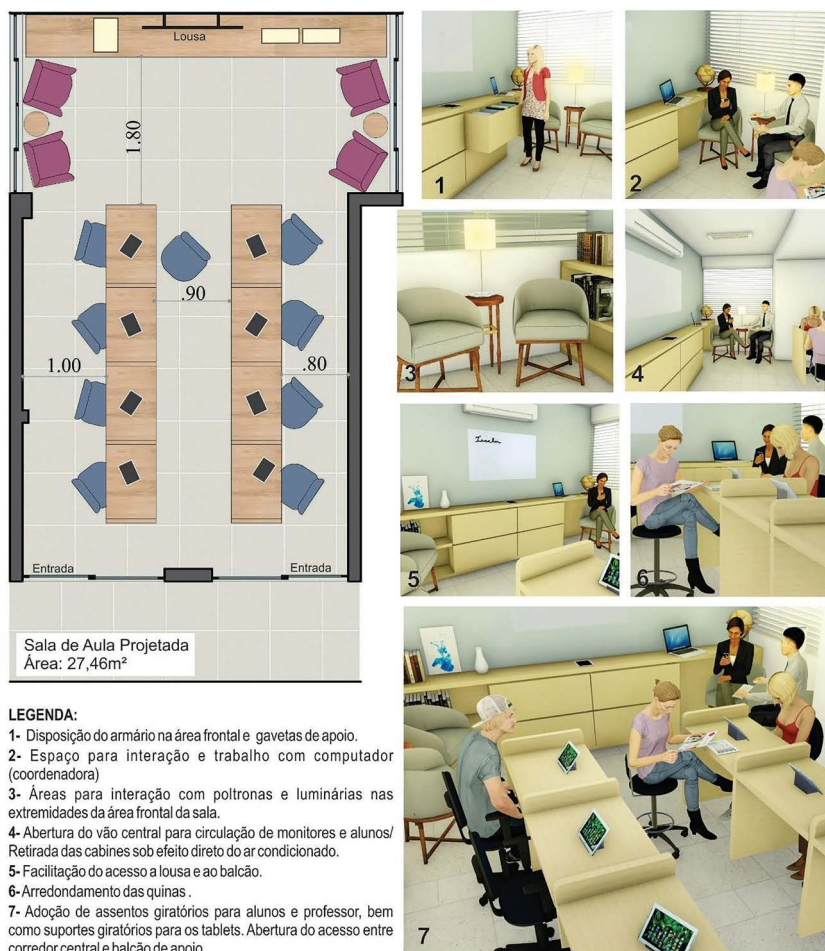 Lousa
1.80
.90
1.00
.80
Entrada
Entrada
Sala de Aula Projetada
Área: 27,46m²
LEGENDA:
1- Disposição do armário na área frontal e gavetas de apoio.
2- Espaço para interação e trabalho com computador
(coordenadora)
3- Áreas para interação com poltronas e luminárias nas
extremidades da área frontal da sala.
4- Abertura do vão central para circulação de monitores e alunos/
Retirada das cabines sob efeito direto do ar condicionado.
5- Facilitação do acesso a lousa e ao balcão.
6- Arredondamento das quinas .
7- Adoção de assentos giratórios para alunos e professor, bem
como suportes giratórios para os tablets. Abertura do acesso entre
corredor central e balcão de apoio.
1
2
3
4
5
6
7